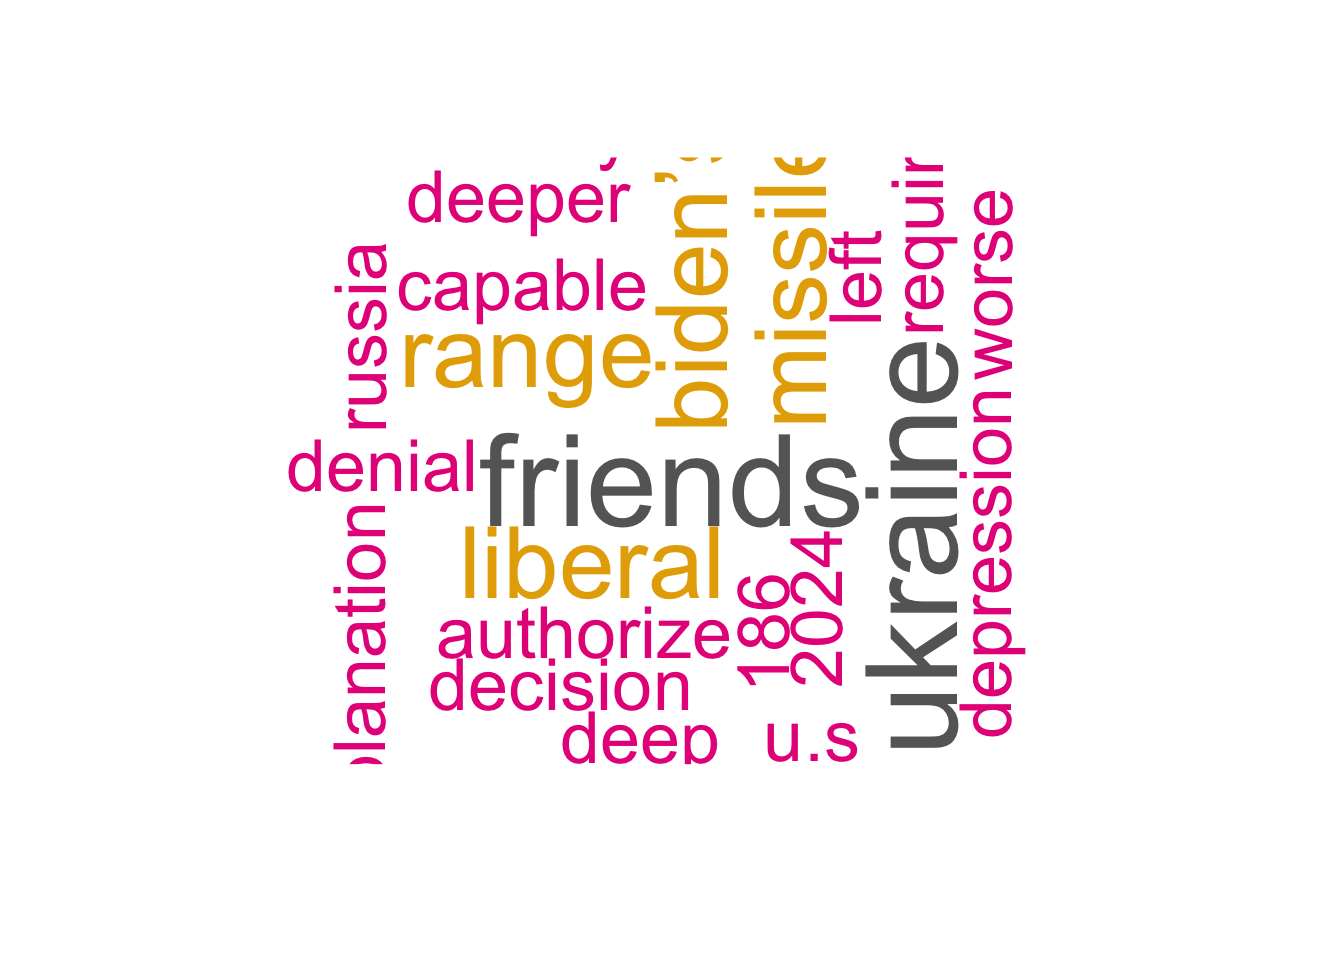 deeper
capable
range
russia
biden’s
missile
left
requir
worse
denial
friends
ukraine
depression
liberal
authorize
decision
deep
186
2024
u.s
planation